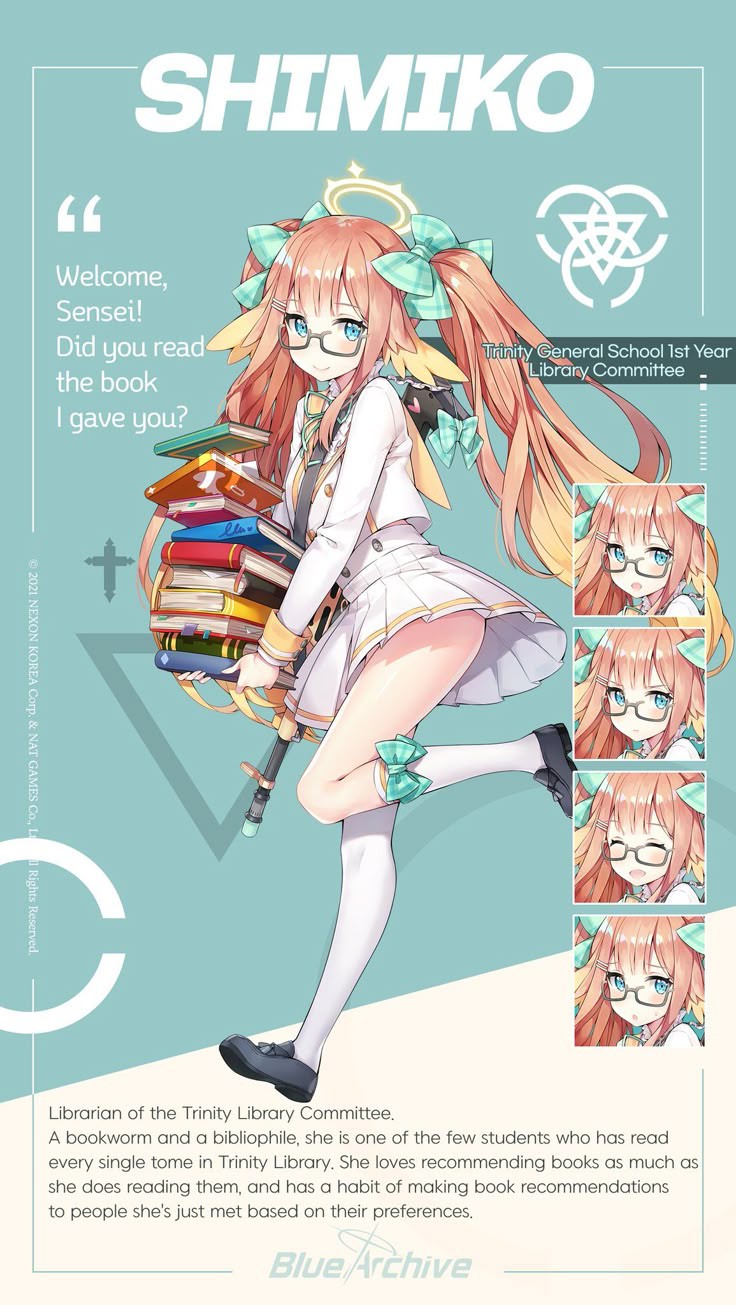 SHIMIKO
“
Welcome,
Sensei!
Did you read
the book
I gave you?
Trinity General School 1st Year
Library Committee
© 2021 NEXON KOREA Corp. & NAT GAMES Co., All Rights Reserved.
Librarian of the Trinity Library Committee.
A bookworm and a bibliophile, she is one of the few students who has read
every single tome in Trinity Library. She loves recommending books as much as
she does reading them, and has a habit of making book recommendations
to people she's just met based on their preferences.
Blue Archive